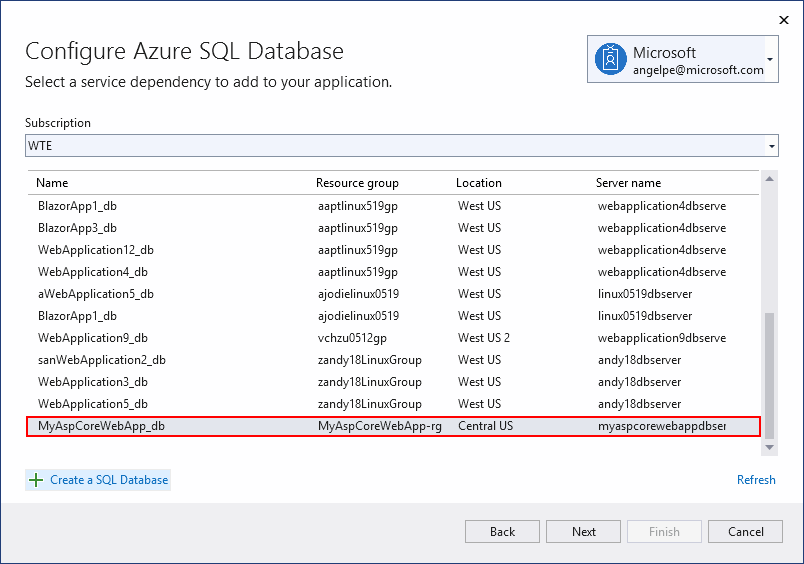 Configure Azure SQL Database
Select a service dependency to add to your application.
Microsoft
angelpe@microsoft.com
Subscription
WTE
Name Resource group Location Server name
BlazorApp1_db aaptlinux519gp West US webapplication4dbserve
BlazorApp3_db aaptlinux519gp West US webapplication4dbserve
WebApplication12_db aaptlinux519gp West US webapplication4dbserve
WebApplication4_db aaptlinux519gp West US webapplication4dbserve
aWebApplication5_db ajodielinux0519 West US linux0519dbserver
BlazorApp1_db ajodielinux0519 West US linux0519dbserver
WebApplication9_db vchzu0512gp West US 2 webapplication9dbserve
sanWebApplication2_db zandy18LinuxGroup West US andy18dbserver
WebApplication3_db zandy18LinuxGroup West US andy18dbserver
WebApplication5_db zandy18LinuxGroup West US andy18dbserver
MyAspCoreWebApp_db MyAspCoreWebApp-rg Central US myaspcorewebappdbser
Create a SQL Database Refresh
Back Next Finish Cancel